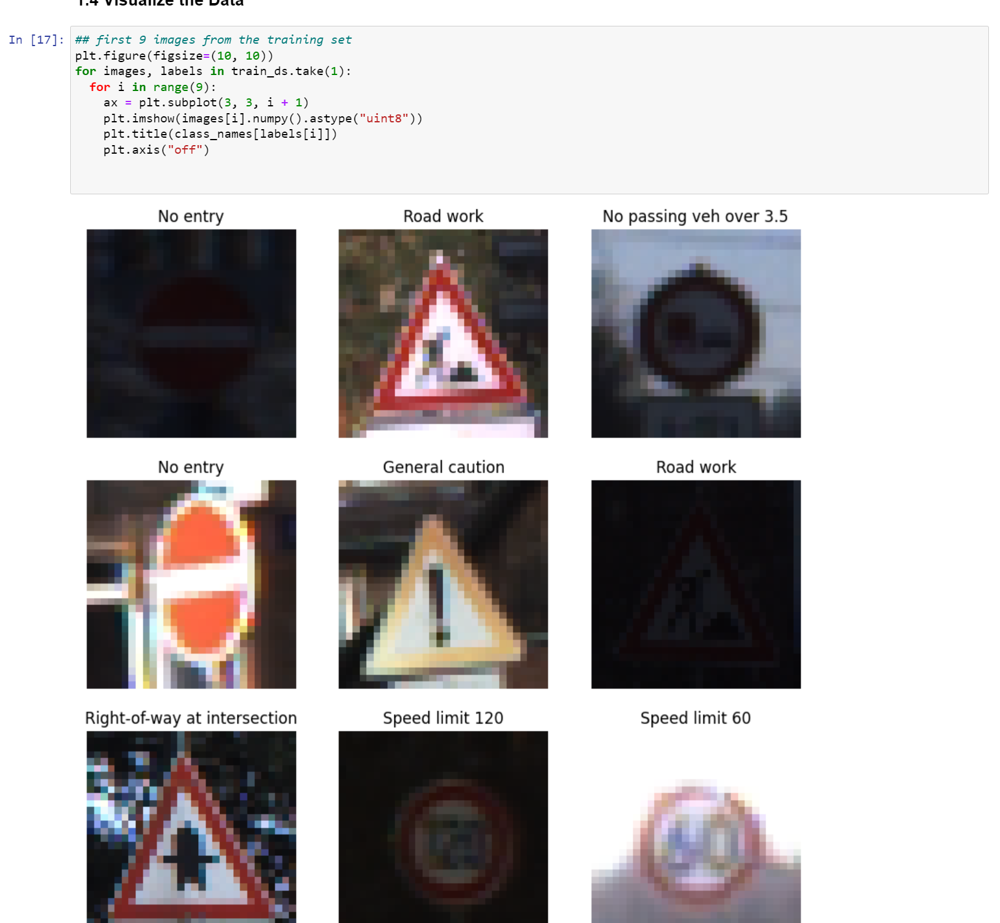 1.4 Visualize the Data
In [17]:
## first 9 images from the training set
plt.figure(figsize=(10, 10))
for images, labels in train_ds.take(1):
  for i in range(9):
    ax = plt.subplot(3, 3, i + 1)
    plt.imshow(images[i].numpy().astype("uint8"))
    plt.title(class_names[labels[i]])
    plt.axis("off")
No entry
Road work
No passing veh over 3.5
No entry
General caution
Road work
Right-of-way at intersection
Speed limit 120
Speed limit 60